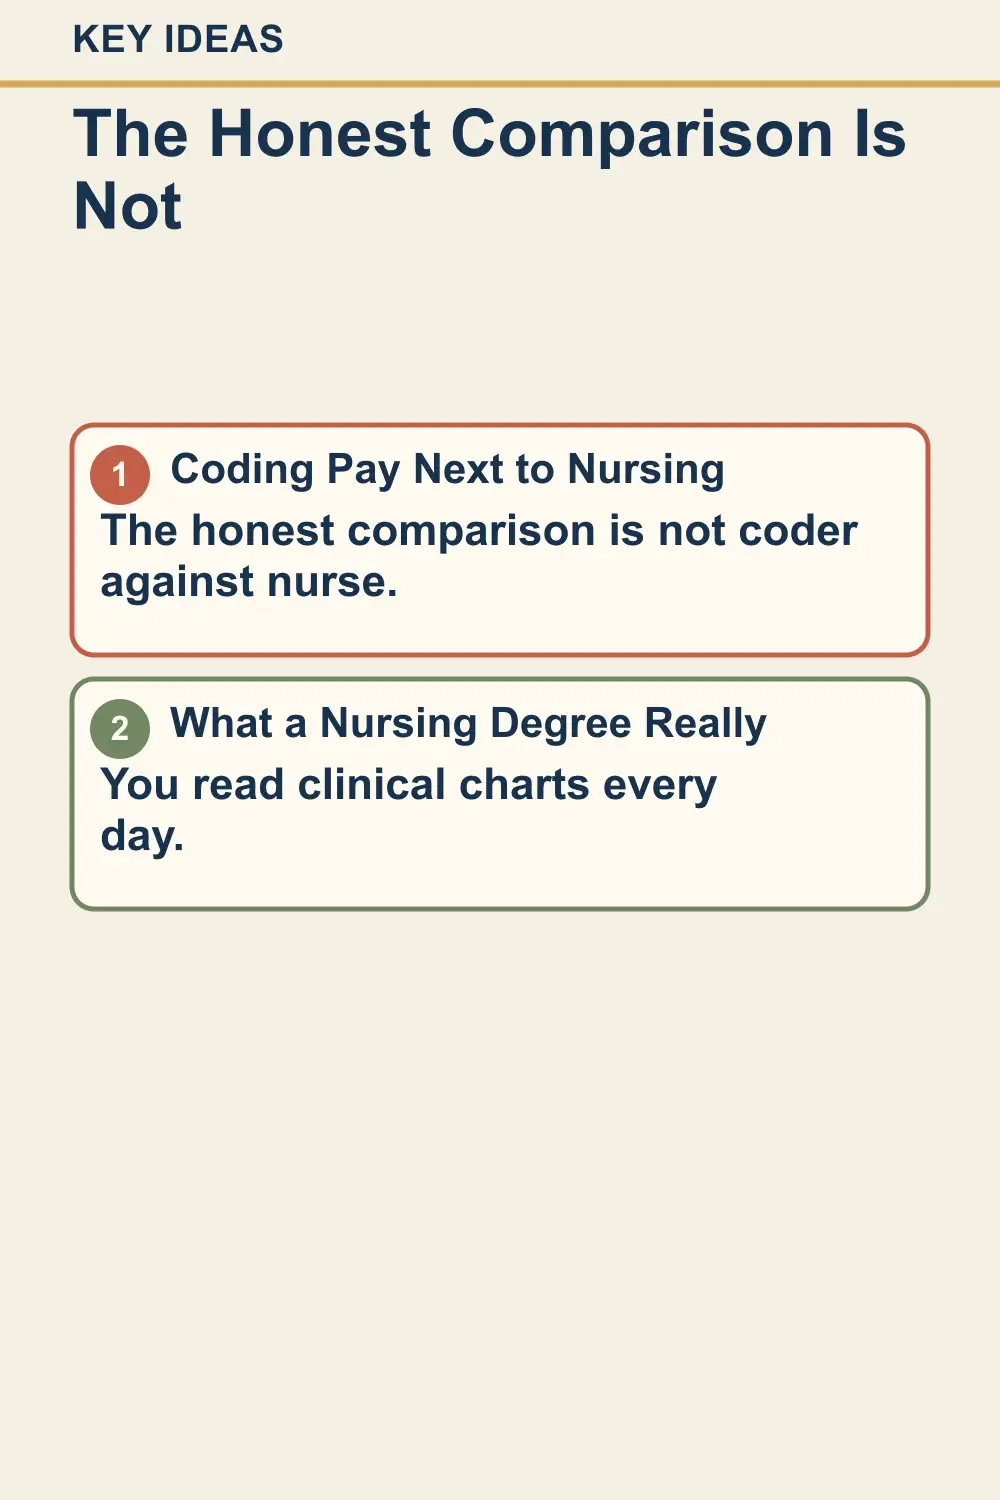 KEY IDEAS
The Honest Comparison Is
Not
1 Coding Pay Next to Nursing
The honest comparison is not coder
against nurse.
2 What a Nursing Degree Really
You read clinical charts every
day.